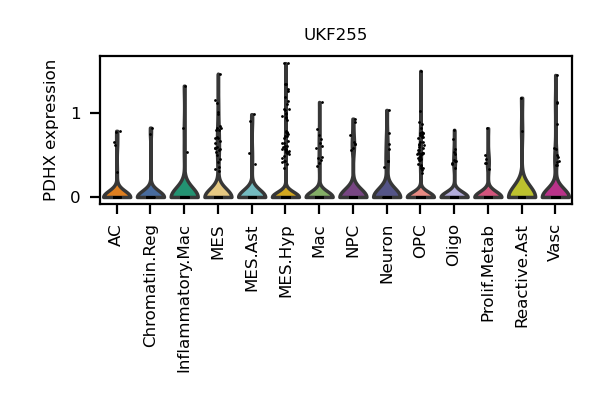 UKF255
PDHX expression
1
0
AC
Chromatin.Reg
Inflammatory.Mac
MES
MES.Ast
MES.Hyp
Mac
NPC
Neuron
OPC
Oligo
Prolif.Metab
Reactive.Ast
Vasc